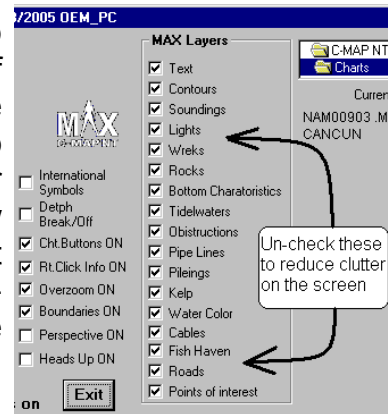 3/2005 OEM_PC
MAX Layers
Text
Contours
Soundings
Lights
Wreks
Rocks
Bottom Charatoristics
Tidelwaters
Obistructions
Pipe Lines
Pileings
Kelp
Water Color
Cables
Fish Haven
Roads
Points of interest
MAX
C-MAP/NT
International
Symbols
Detph
Break/Off
Cht.Buttons ON
Rt.Click Info ON
Overzoom ON
Boundaries ON
Perspective ON
Heads Up ON
on
Exit
C-MAP NT
Charts
Curren
NAM00903 .M
CANCUN
Un-check these
to reduce clutter
on the screen